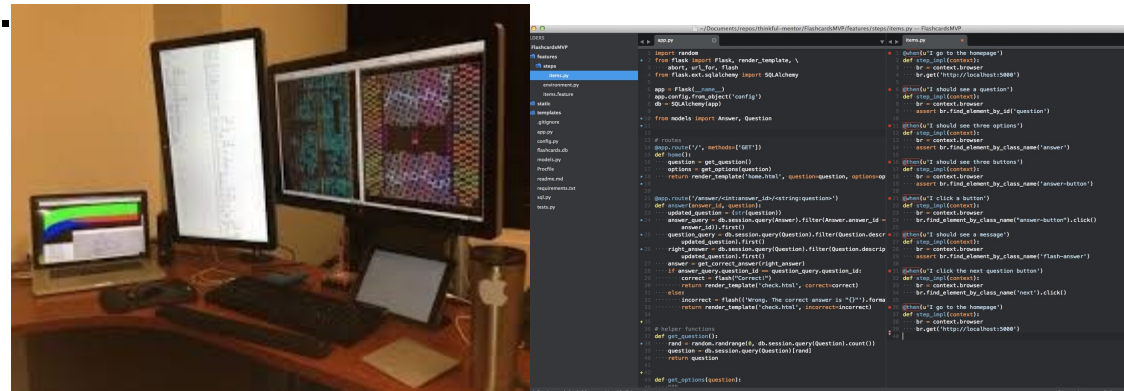 ~/Documents/repos/thinkful-mentor/FlashcardsMVP/features/steps/items.py — FlashcardsMVP
FlashcardsMVP
features
steps
items.py
environment.py
items.feature
static
templates
.gitignore
app.py
config.py
flashcards.db
models.py
Procfile
readme.md
requirements.txt
sql.py
tests.py
app.py
import random
from flask import Flask, render_template, \
abort, url_for, flash
from flask.ext.sqlalchemy import SQLAlchemy
app = Flask(__name__)
app.config.from_object('config')
db = SQLAlchemy(app)
from models import Answer, Question
# routes
@app.route('/', methods=['GET'])
def home():
question = get_question()
options = get_options(question)
return render_template('home.html', question=question, options=op
@app.route('/answer/<int:answer_id>/<string:question>')
def answer(answer_id, question):
updated_question = (str(question))
answer_query = db.session.query(Answer).filter(Answer.answer_id ==
answer_id).first()
question_query = db.session.query(Question).filter(Question.descr
updated_question).first()
right_answer = db.session.query(Question).filter(Question.descrip
updated_question).first()
answer = get_correct_answer(right_answer)
if answer_query.question_id == question_query.question_id:
correct = flash("Correct!")
return render_template('check.html', correct=correct)
else:
incorrect = flash(('Wrong. The correct answer is "{}"').forma
return render_template('check.html', incorrect=incorrect)
# helper functions
def get_question():
rand = random.randrange(0, db.session.query(Question).count())
question = db.session.query(Question)[rand]
return question
def get_options(question):
items.py
@when(u'I go to the homepage')
def step_impl(context):
br = context.browser
br.get('http://localhost:5000')
@then(u'I should see a question')
def step_impl(context):
br = context.browser
assert br.find_element_by_id('question')
@then(u'I should see three options')
def step_impl(context):
br = context.browser
assert br.find_element_by_class_name('answer')
@then(u'I should see three buttons')
def step_impl(context):
br = context.browser
assert br.find_element_by_class_name('answer-button')
@when(u'I click a button')
def step_impl(context):
br = context.browser
br.find_element_by_class_name("answer-button").click()
@then(u'I should see a message')
def step_impl(context):
br = context.browser
assert br.find_element_by_class_name('flash-answer')
@when(u'I click the next question button')
def step_impl(context):
br = context.browser
br.find_element_by_class_name('next').click()
@then(u'I go to the homepage')
def step_impl(context):
br = context.browser
br.get('http://localhost:5000')